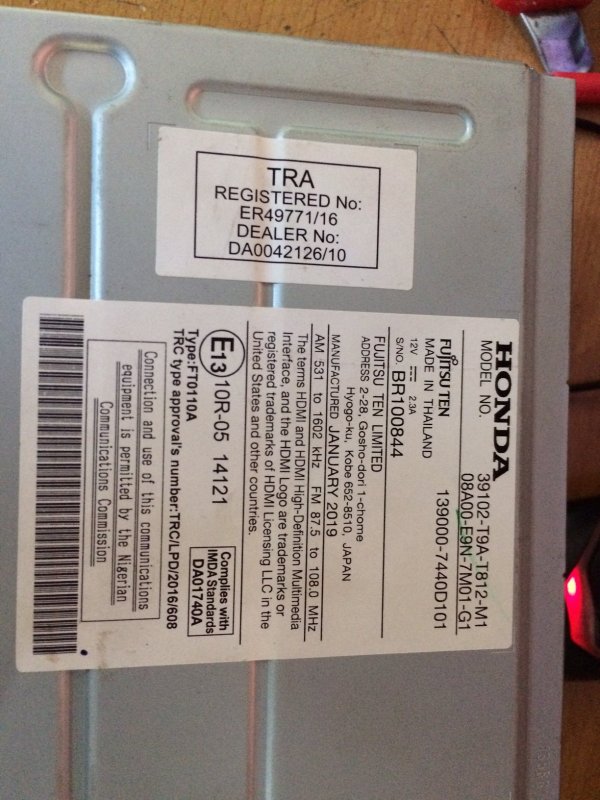 TRA
REGISTERED No:
ER49771/16
DEALER No:
DA0042126/10
HONDA
MODEL NO. 39102-T9A-T812-M1
08A00-E9N-7M01-G1
FUJITSU TEN 139000-7440D101
MADE IN THAILAND
12V ⎓ 2.3A
S/NO. BR100844
FUJITSU TEN LIMITED
ADDRESS 2-28, Gosho-dori 1-chome
Hyogo-ku, Kobe 652-8510, JAPAN
MANUFACTURED JANUARY 2019
AM 531 to 1602 kHz FM 87.5 to 108.0 MHz
The terms HDMI and HDMI High-Definition Multimedia
Interface, and the HDMI Logo are trademarks or
registered trademarks of HDMI Licensing LLC in the
United States and other countries.
E13 10R-05 14121
Complies with
IMDA Standards
DA01740A
Type:FT0110A
TRC type approval's number:TRC/LPD/2016/608
Connection and use of this communications
equipment is permitted by the Nigerian
Communications Commission